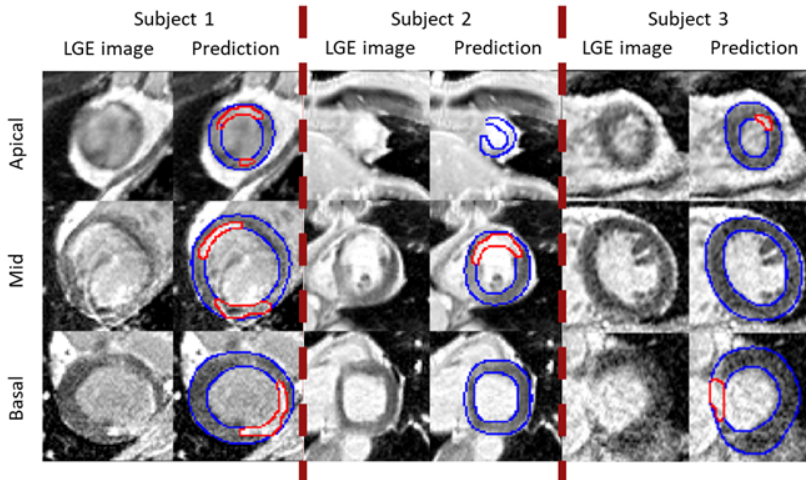 Subject 1 Subject 2 Subject 3
LGE image Prediction LGE image Prediction LGE image Prediction
Apical
Mid
Basal